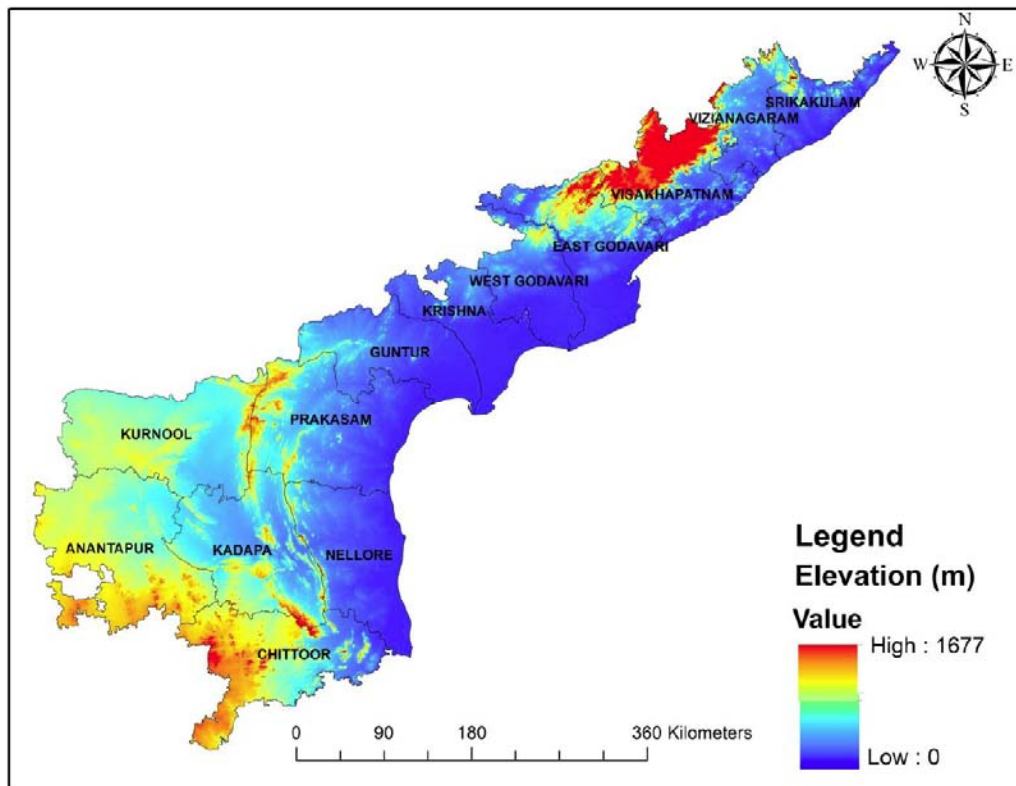 N
W E
S
SRIKAKULAM
VIZIANAGARAM
VISAKHAPATNAM
EAST GODAVARI
WEST GODAVARI
KRISHNA
GUNTUR
PRAKASAM
KURNOOL
ANANTAPUR
KADAPA
NELLORE
CHITTOOR
Legend
Elevation (m)
Value
High : 1677
Low : 0
0 90 180 360 Kilometers